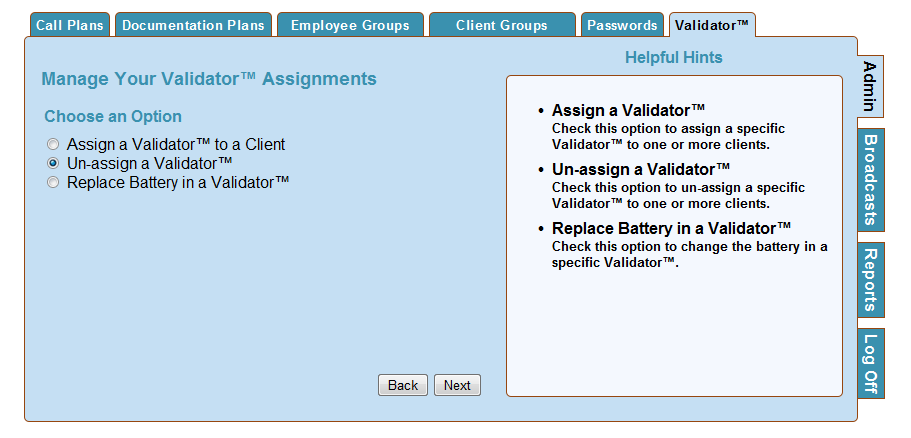 Call Plans
Documentation Plans
Employee Groups
Client Groups
Passwords
Validator™
Manage Your Validator™ Assignments
Choose an Option
Assign a Validator™ to a Client
Un-assign a Validator™
Replace Battery in a Validator™
Back
Next
Helpful Hints
• Assign a Validator™
Check this option to assign a specific
Validator™ to one or more clients.
• Un-assign a Validator™
Check this option to un-assign a specific
Validator™ to one or more clients.
• Replace Battery in a Validator™
Check this option to change the battery in a
specific Validator™.
Admin
Broadcasts
Reports
Log Off